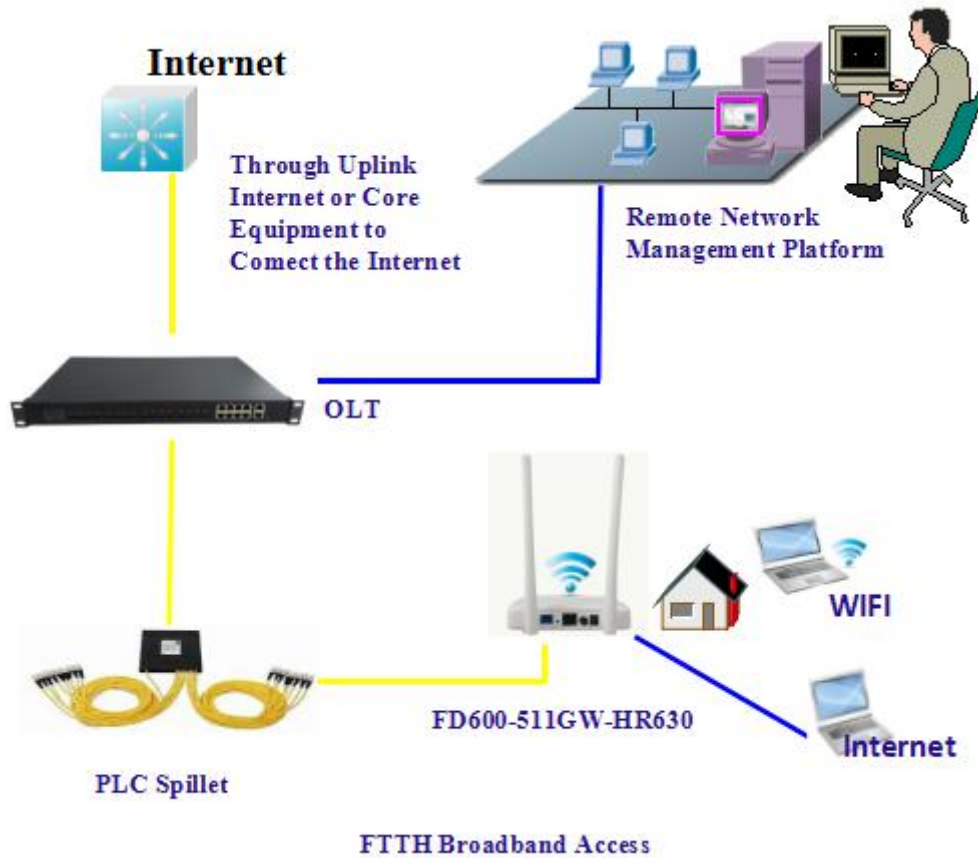 Internet
Through Uplink
Internet or Core
Equipment to
Comect the Internet
Remote Network
Management Platform
OLT
WIFI
FD600-511GW-HR630
Internet
PLC Spillet
FTTH Broadband Access